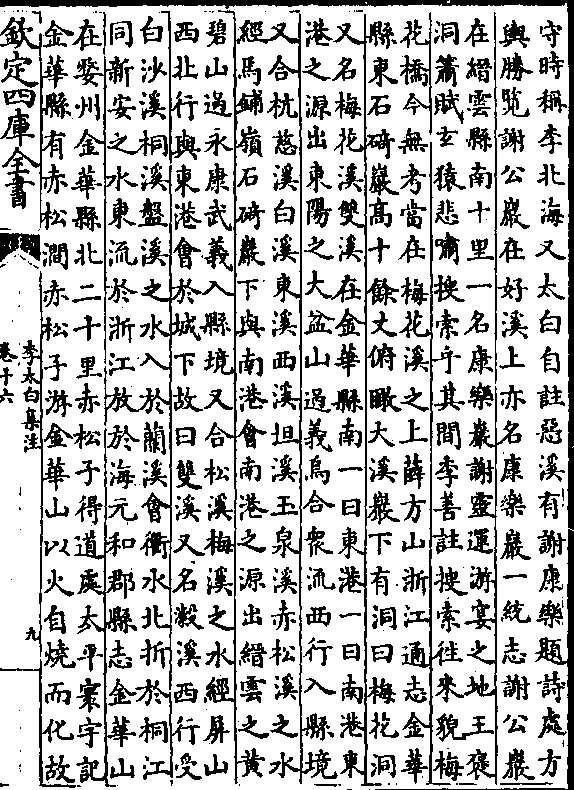 守時稱李北海又太白自註惡溪有謝康樂題詩處方
輿勝覽謝公巖在好溪上亦名康樂巖一統志謝公巖
在縉雲縣南十里一名康樂巖謝靈運游宴之地王褒
洞簫賦玄猿悲嘯搜索乎其間李善註搜索徃來貌梅
花橋今無考當在梅花溪之上薛方山浙江通志金華
縣東石碕巖髙十餘丈俯瞰大溪巖下有洞曰梅花洞
又名梅花溪雙溪在金華縣南一曰東港一曰南港東
港之源出東陽之大盆山過義烏合衆流西行入縣境
又合杭慈溪白溪東溪西溪坦溪玉泉溪赤松溪之水
經馬鋪嶺石碕巖下與南港會南港之源出縉雲之黄
碧山過永康武義入縣境又合松溪梅溪之水經屏山
西北行與東港會於城下故曰雙溪又名瀫溪西行受
白沙溪桐溪盤溪之水入於蘭溪會衢水北折於桐江
同新安之水東流於浙江放於海元和郡縣志金華山
在婺州金華縣北二十里赤松子得道處太平寰宇記
金華縣有赤松澗赤松子游金華山以火自燒而化故
欽定四庫全書
李太白集注
卷十六
九